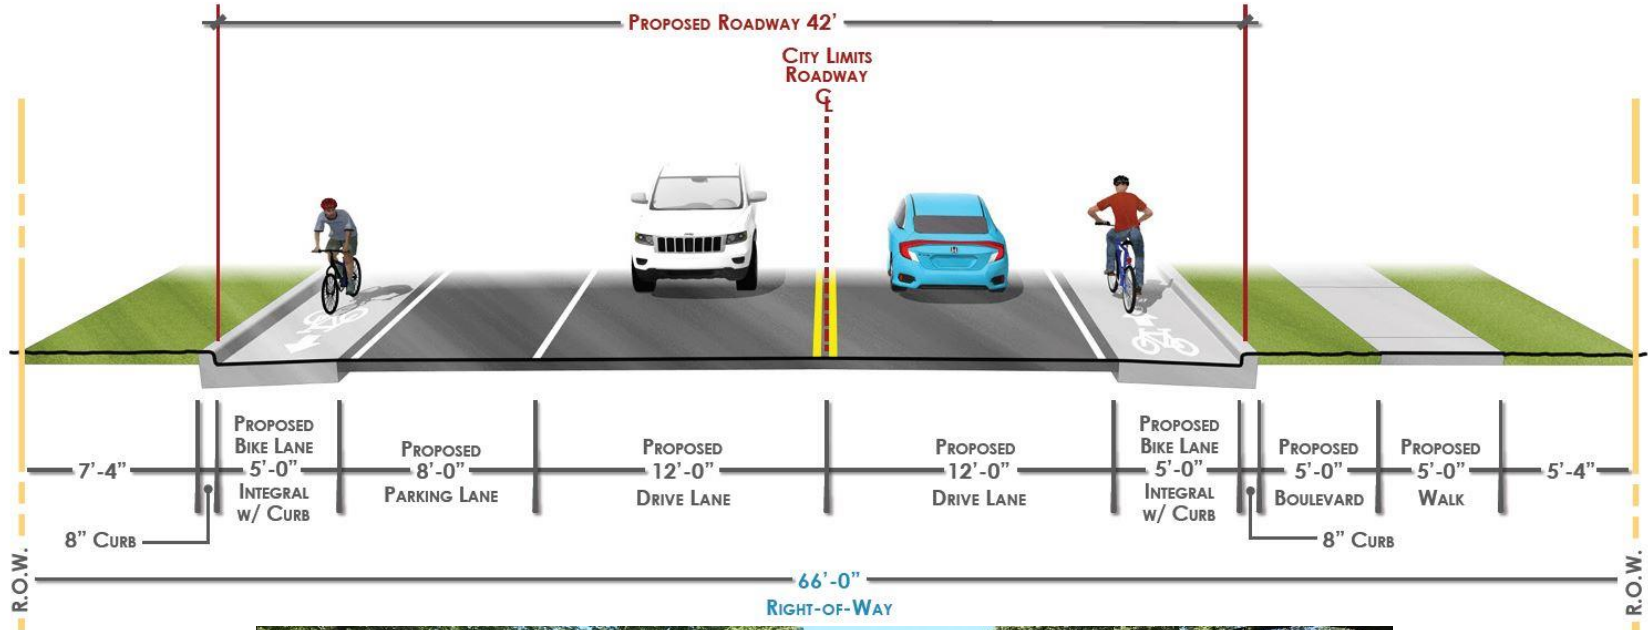 Proposed Roadway 42'
City Limits
Roadway
CL
7'-4"
Proposed
Bike Lane
5'-0"
Integral
w/ Curb
Proposed
8'-0"
Parking Lane
Proposed
12'-0"
Drive Lane
Proposed
12'-0"
Drive Lane
Proposed
Bike Lane
5'-0"
Integral
w/ Curb
Proposed
5'-0"
Boulevard
Proposed
5'-0"
Walk
5'-4"
8" Curb
8" Curb
R.O.W.
66'-0"
Right-of-Way
R.O.W.